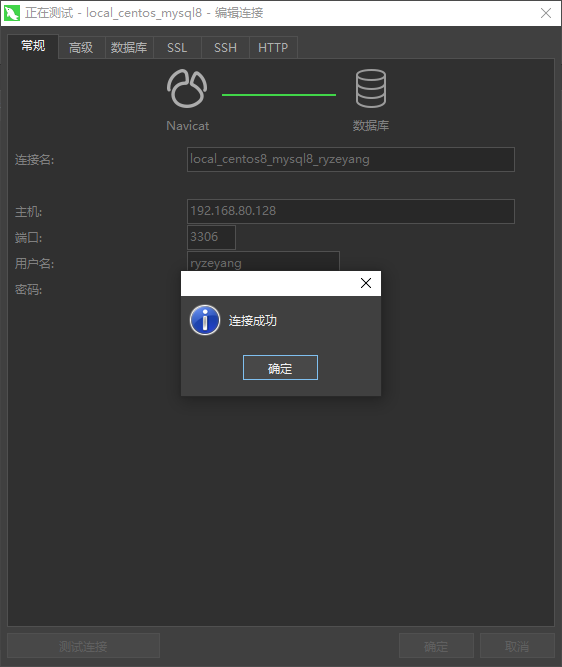 正在测试 - local_centos_mysql8 - 编辑连接
常规 高级 数据库 SSL SSH HTTP
Navicat 数据库
连接名: local_centos8_mysql8_ryzeyang
主机: 192.168.80.128
端口: 3306
用户名: ryzeyang
密码:
连接成功
确定
测试连接 确定 取消